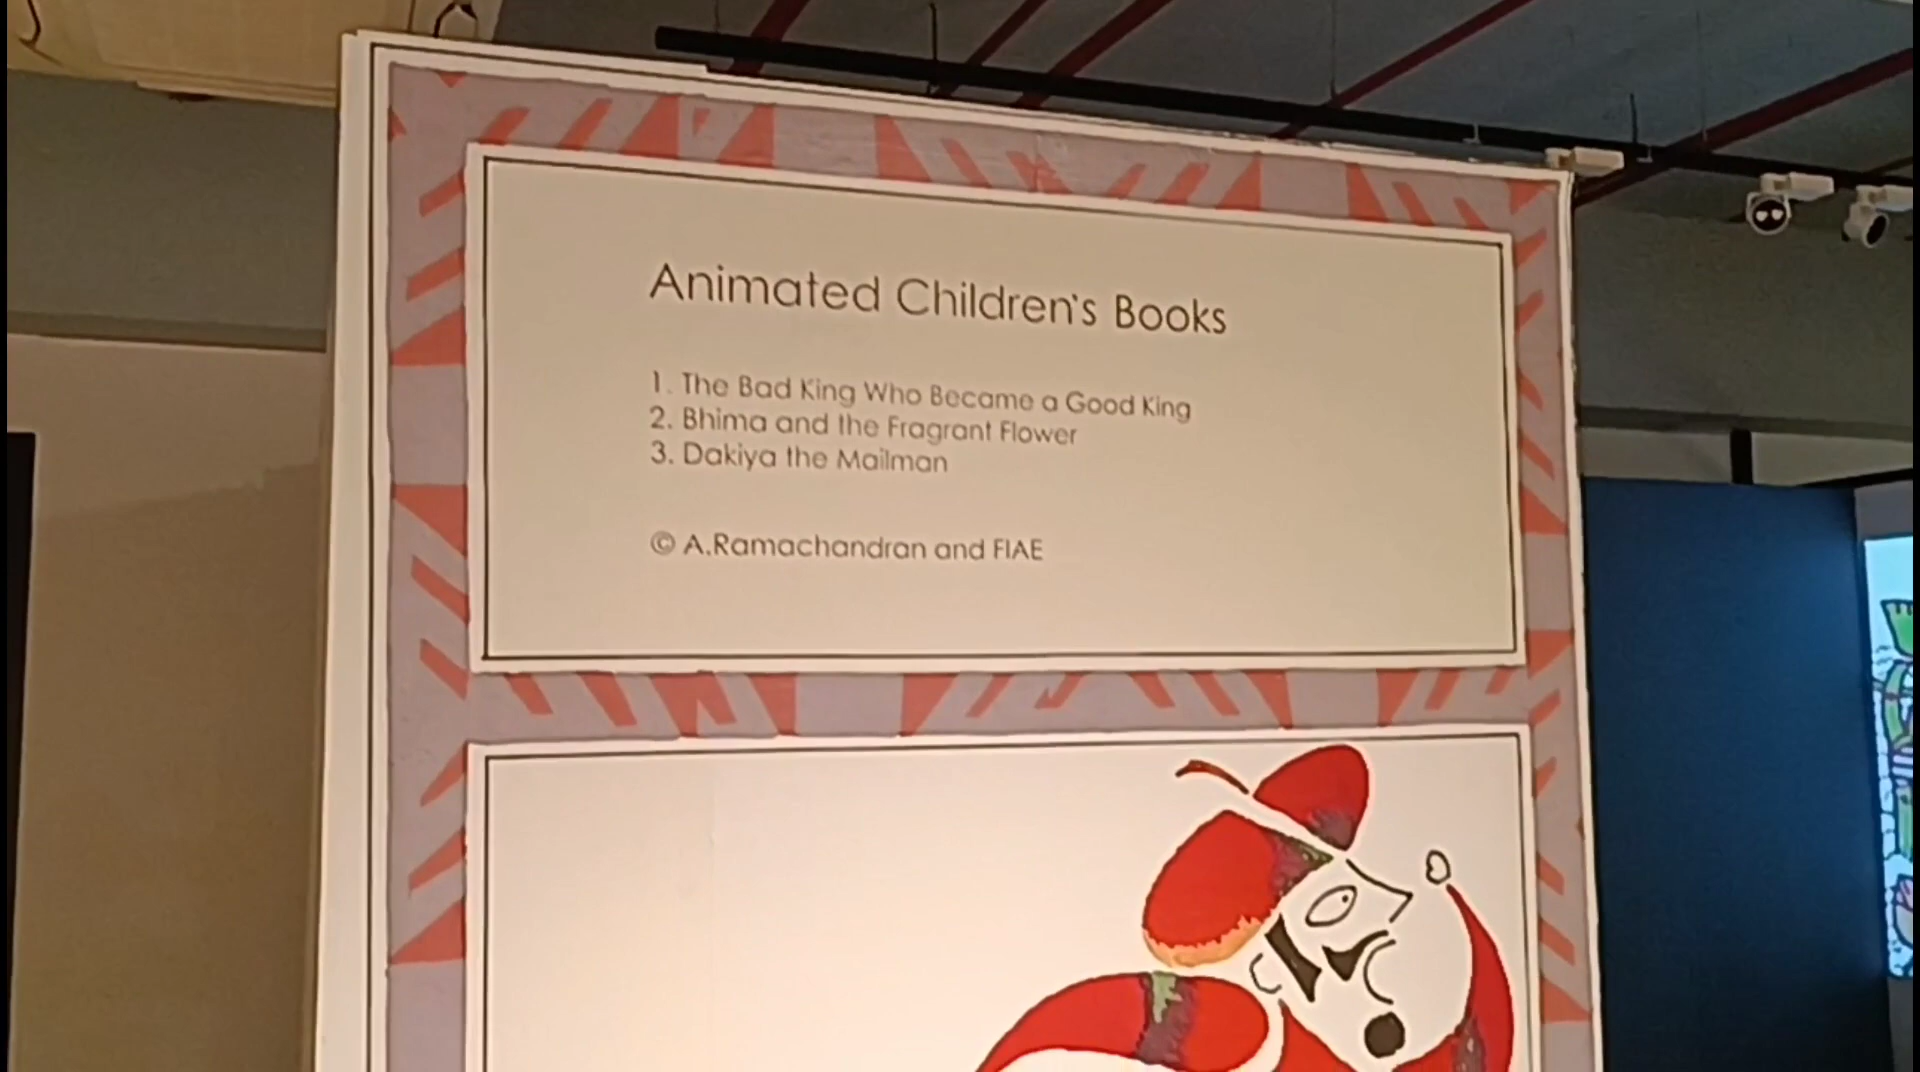 Animated Children's Books
1. The Bad King Who Became a Good King
2. Bhima and the Fragrant Flower
3. Dakiya the Mailman
© A.Ramachandran and FIAE